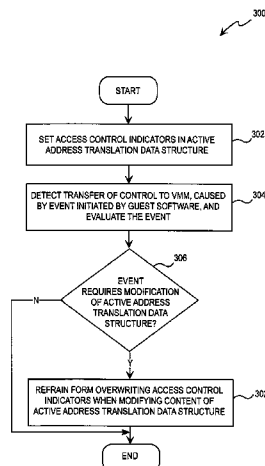 300
START
302
SET ACCESS CONTROL INDICATORS IN ACTIVE
ADDRESS TRANSLATION DATA STRUCTURE
304
DETECT TRANSFER OF CONTROL TO VMM, CAUSED
BY EVENT INITIATED BY GUEST SOFTWARE, AND
EVALUATE THE EVENT
306
EVENT
REQUIRES MODIFICATION
OF ACTIVE ADDRESS
TRANSLATION DATA
STRUCTURE?
N
Y
REFRAIN FORM OVERWRITING ACCESS CONTROL
INDICATORS WHEN MODIFYING CONTENT OF
ACTIVE ADDRESS TRANSLATION DATA STRUCTURE
302
END